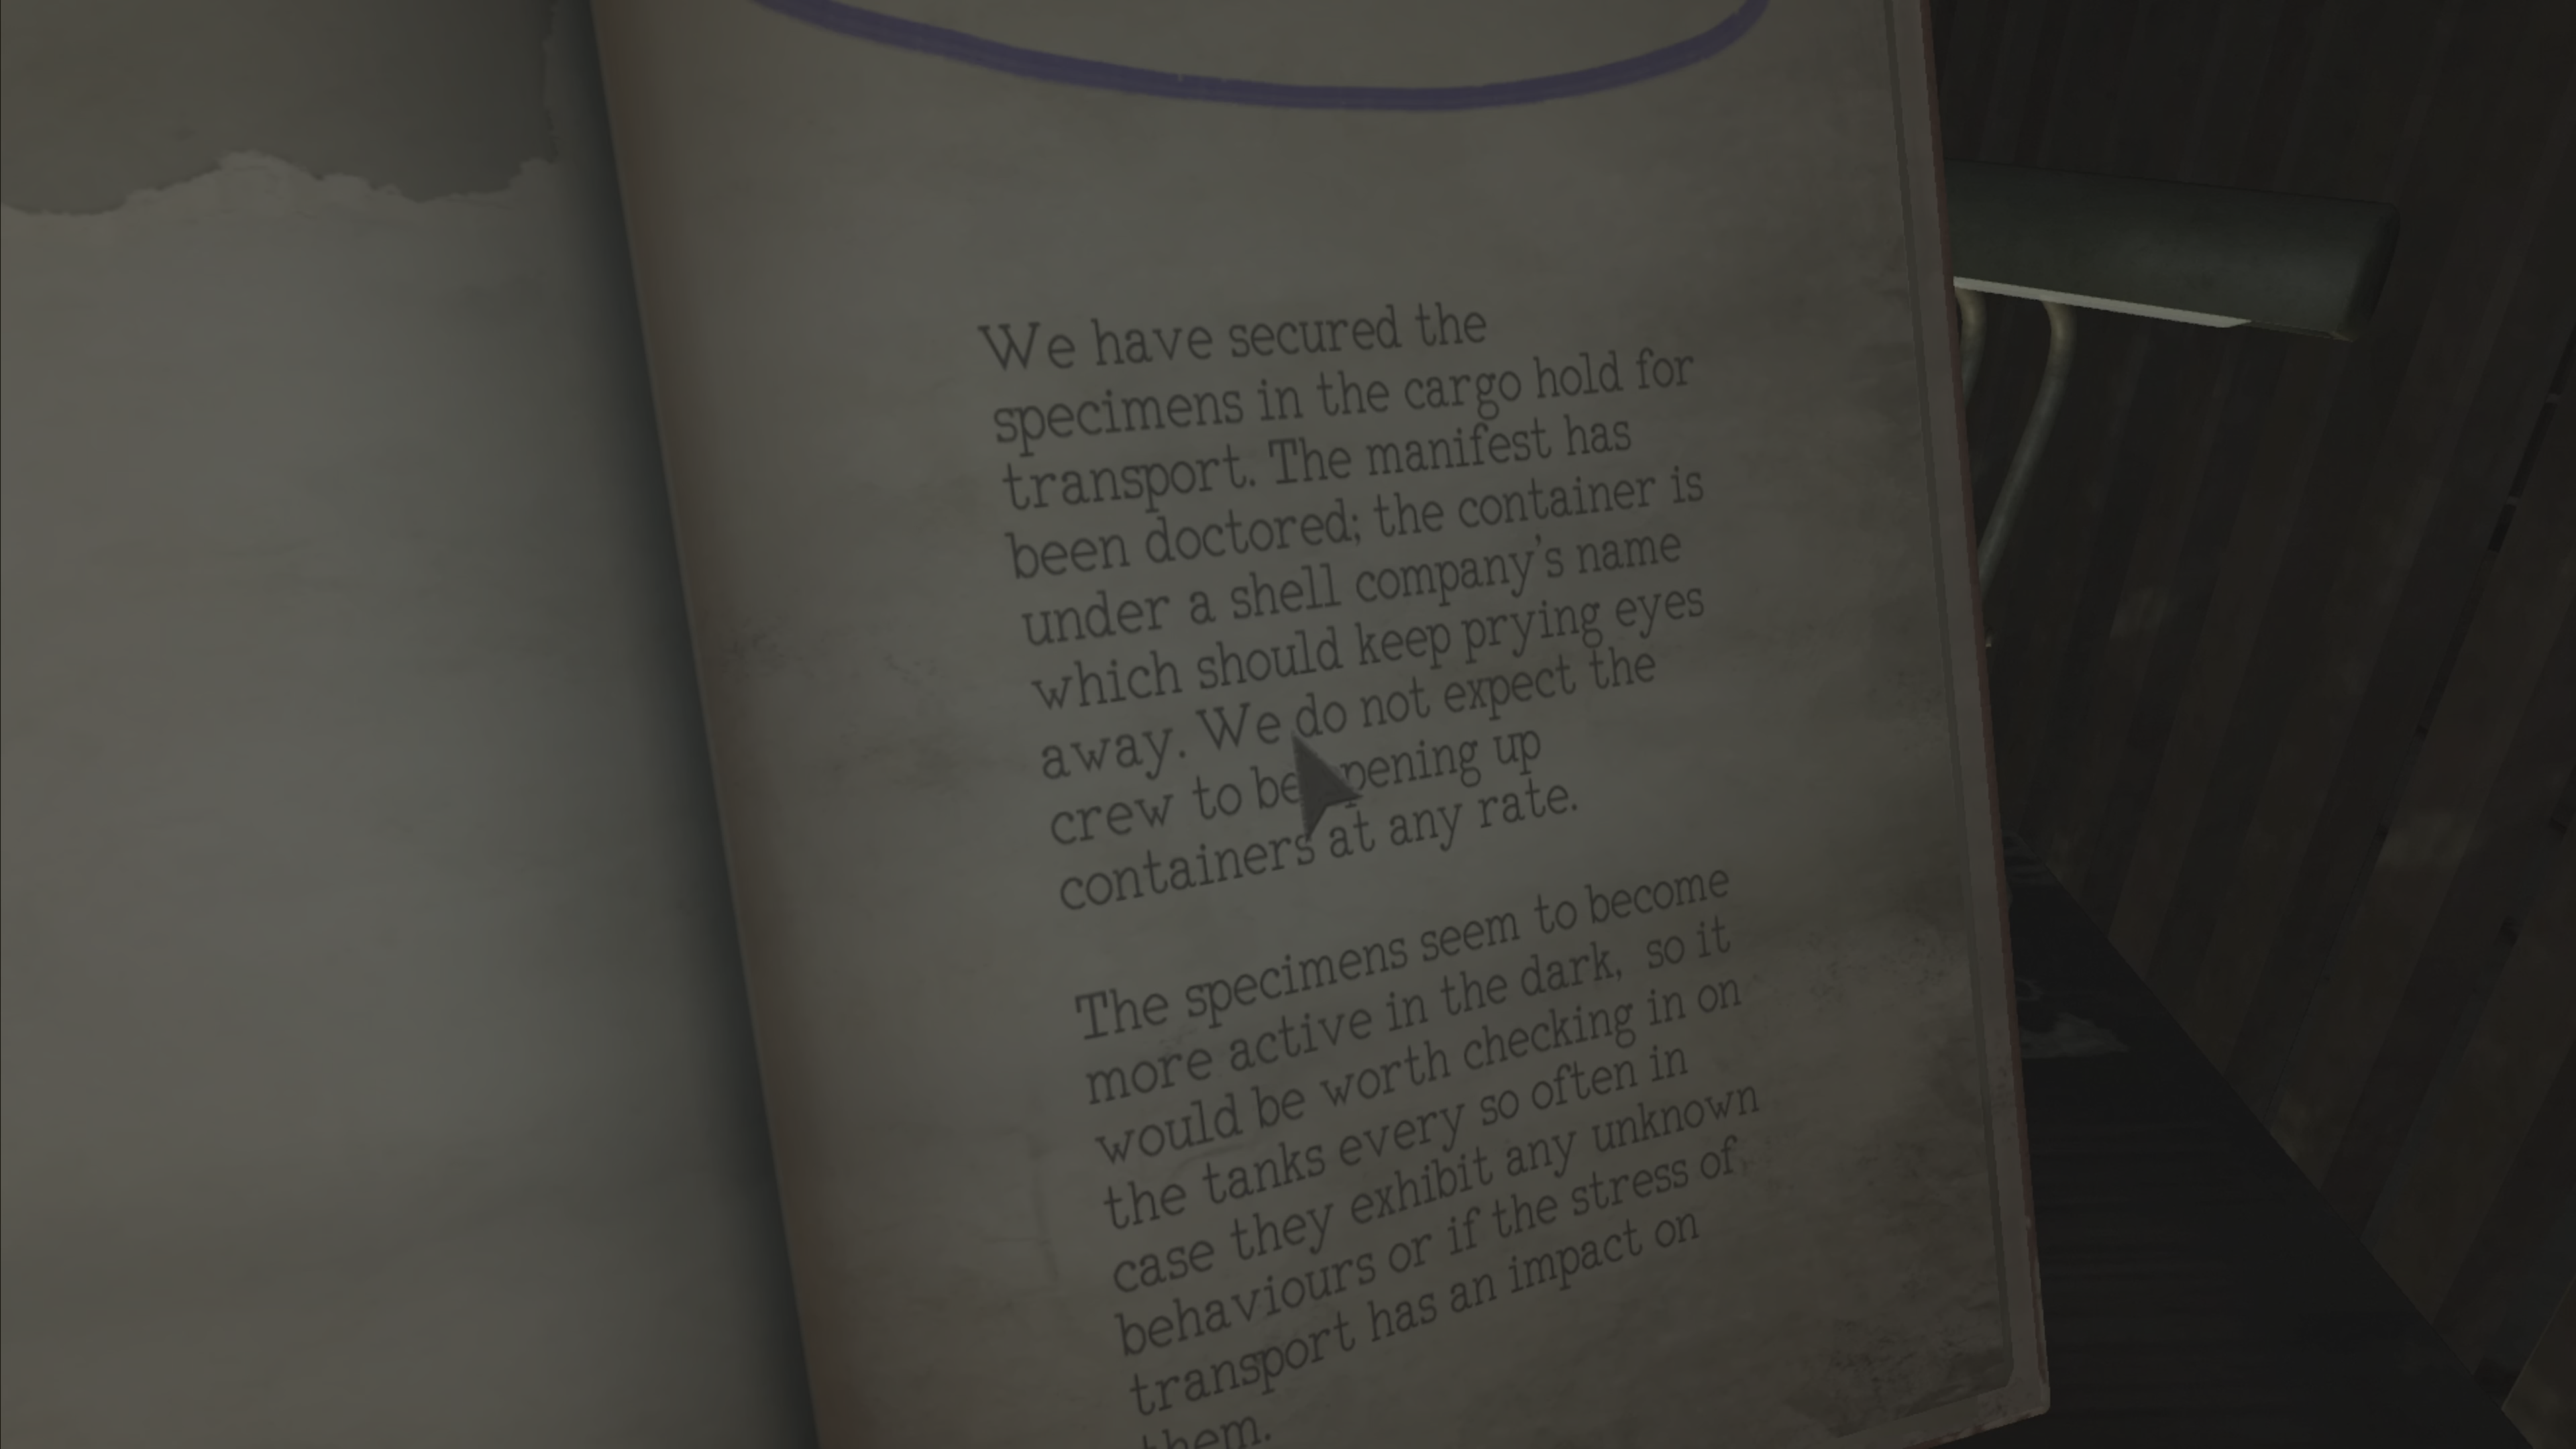 We have secured the
specimens in the cargo hold for
transport. The manifest has
been doctored; the container is
under a shell company's name
which should keep prying eyes
away. We do not expect the
crew to be opening up
containers at any rate.
The specimens seem to become
more active in the dark, so it
would be worth checking in on
the tanks every so often in
case they exhibit any unknown
behaviours or if the stress of
transport has an impact on
them.